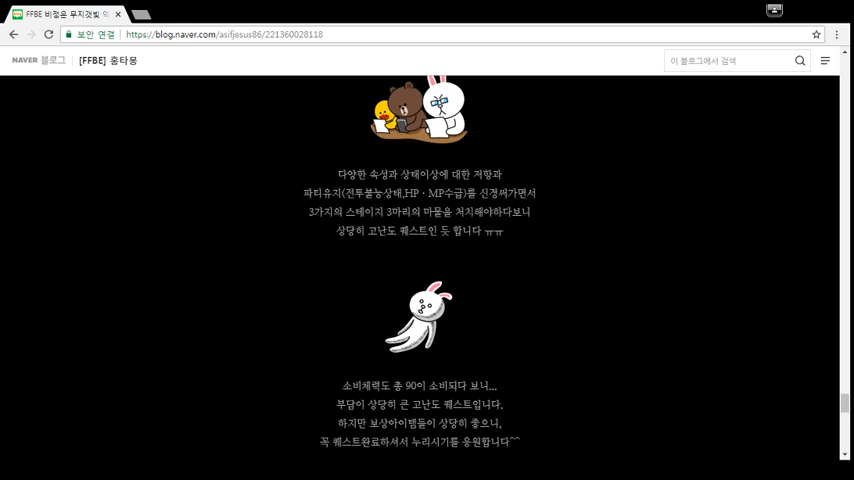 FFBE 비정은 무지갯빛
보안 연결 | https://blog.naver.com/asifjesus86/221360028118
NAVER 블로그 | [FFBE] 홍타몽
이 블로그에서 검색
다양한 속성과 상태이상에 대한 저항과
파티유지(전투불능상태,HP · MP수급)를 신경써가면서
3가지의 스테이지 3마리의 마물을 처치해야하다보니
상당히 고난도 퀘스트인 듯 합니다 ㅠㅠ
소비체력도 총 90이 소비되다 보니...
부담이 상당히 큰 고난도 퀘스트입니다.
하지만 보상아이템들이 상당히 좋으니,
꼭 퀘스트완료하셔서 누리시기를 응원합니다^^